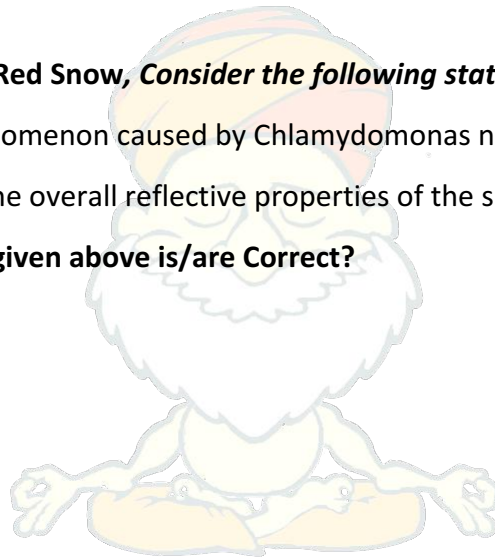 Red Snow, Consider the following stat
omenon caused by Chlamydomonas n
ne overall reflective properties of the s
given above is/are Correct?